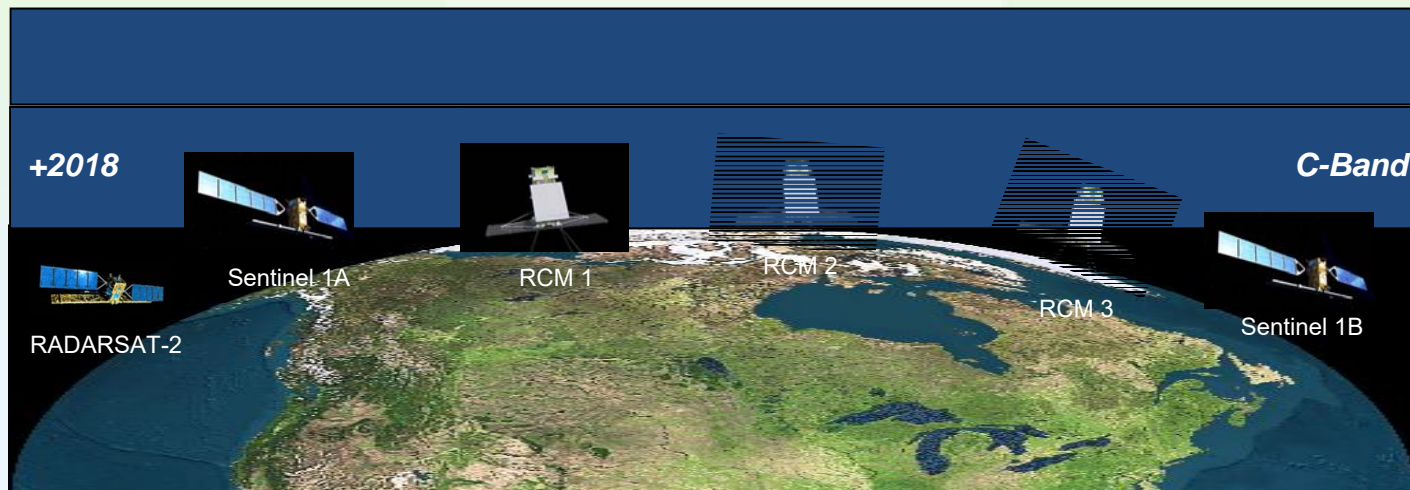 +2018
C-Band
Sentinel 1A
RCM 1
RCM 2
RCM 3
Sentinel 1B
RADARSAT-2